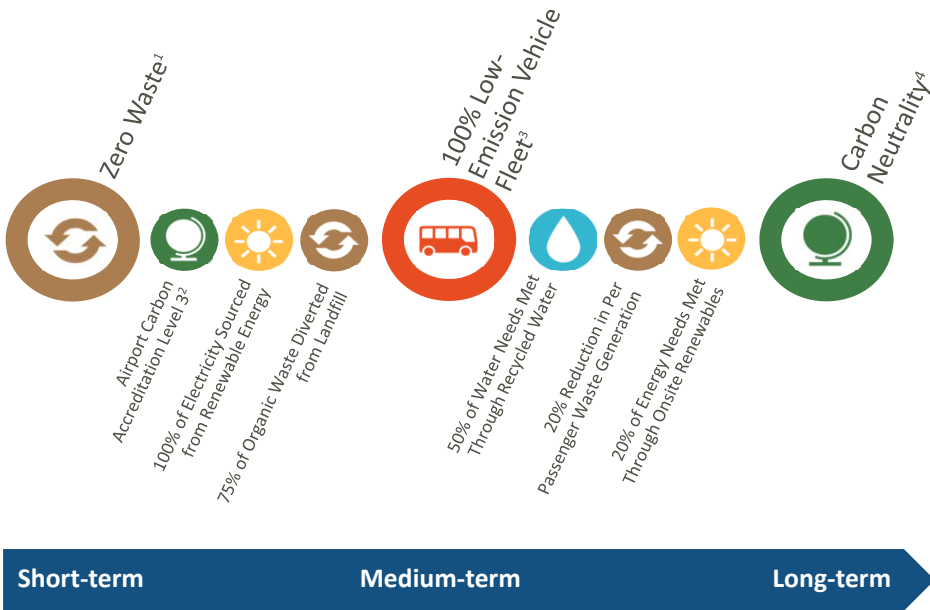 Zero Waste¹
Airport Carbon
Accreditation Level 3²
100% of Electricity Sourced
from Renewable Energy
75% of Organic Waste Diverted
from Landfill
100% Low-
Emission Vehicle
Fleet³
50% of Water Needs Met
Through Recycled Water
20% Reduction in Per
Passenger Waste Generation
20% of Energy Needs Met
Through Onsite Renewables
Carbon
Neutrality⁴
Short-term
Medium-term
Long-term